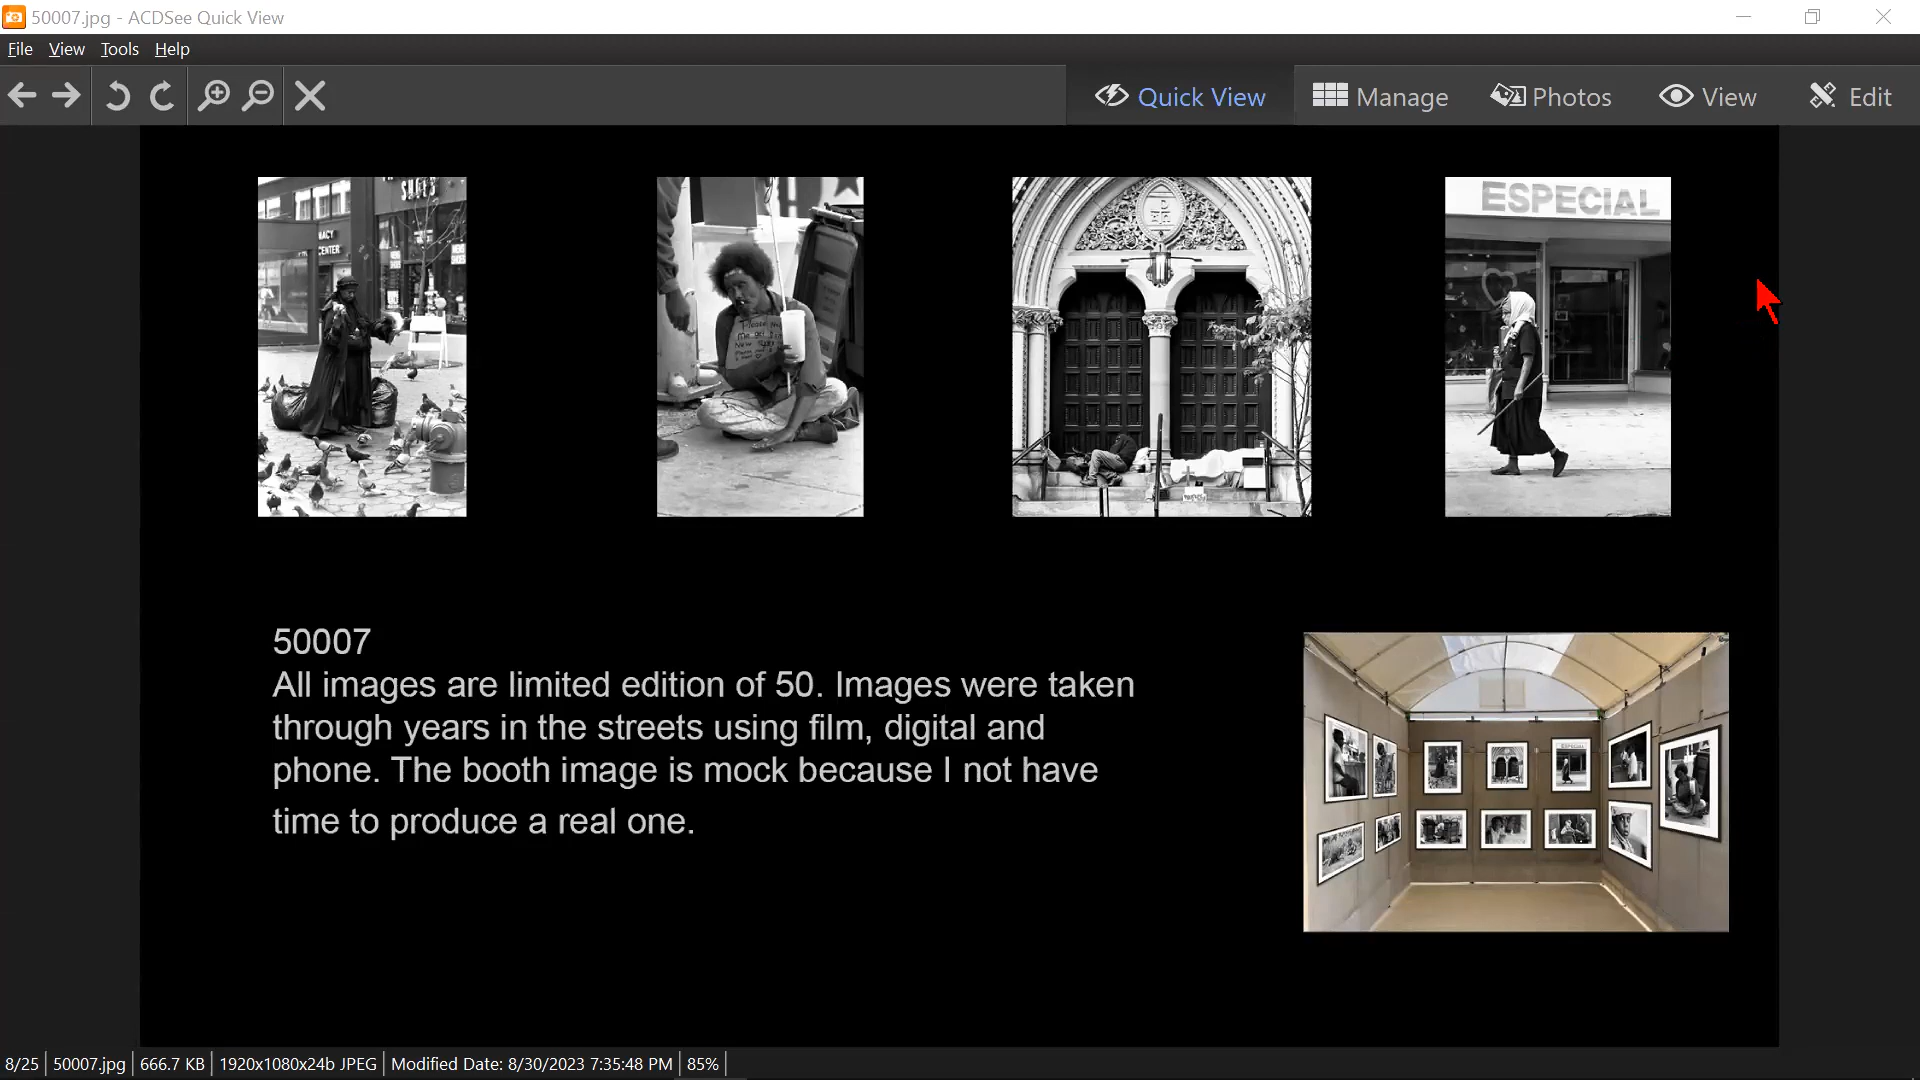 50007.jpg - ACDSee Quick View
File View Tools Help
Quick View Manage Photos View Edit
SHOES
CENTER
ESPECIAL
50007
All images are limited edition of 50. Images were taken
through years in the streets using film, digital and
phone. The booth image is mock because I not have
time to produce a real one.
8/25 50007.jpg 666.7 KB 1920x1080x24b JPEG Modified Date: 8/30/2023 7:35:48 PM 85%